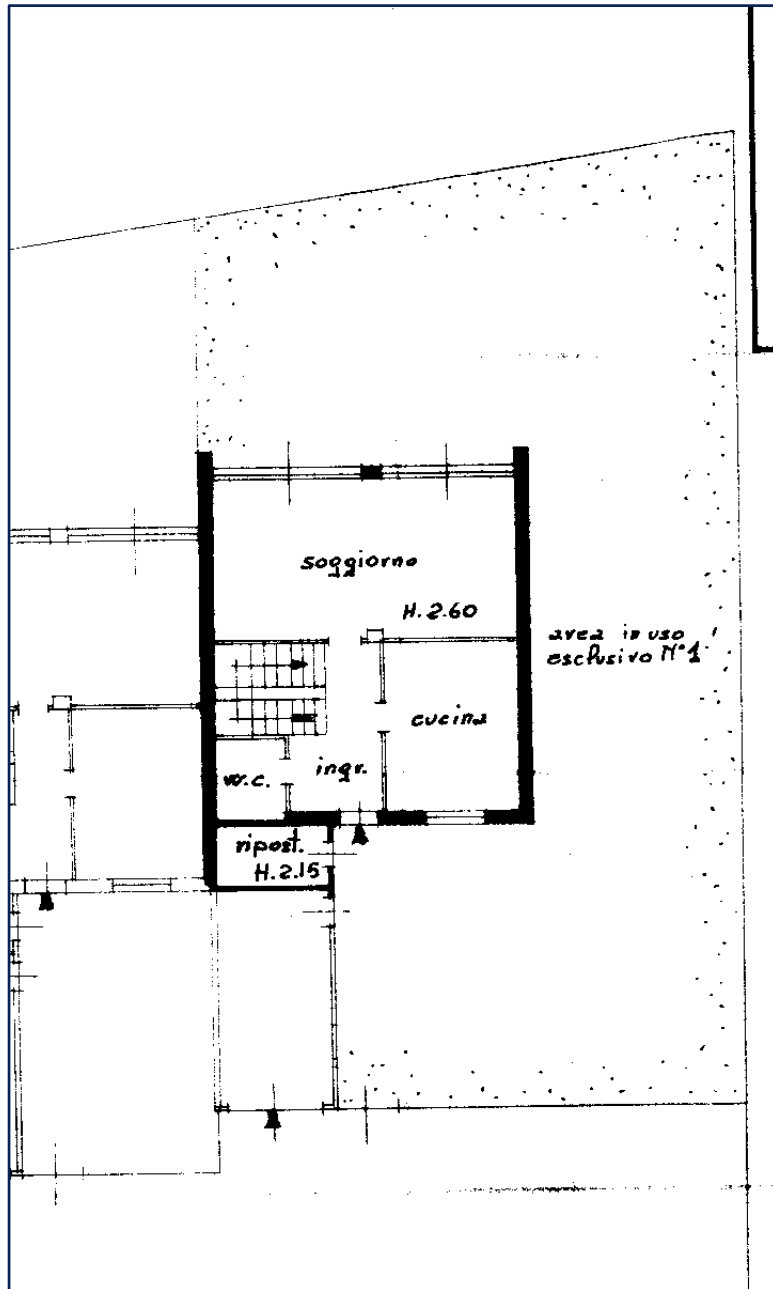 soggiorno
H. 2.60
area in uso
esclusivo N°1
cucina
ingr.
w.c.
ripost.
H. 2.15